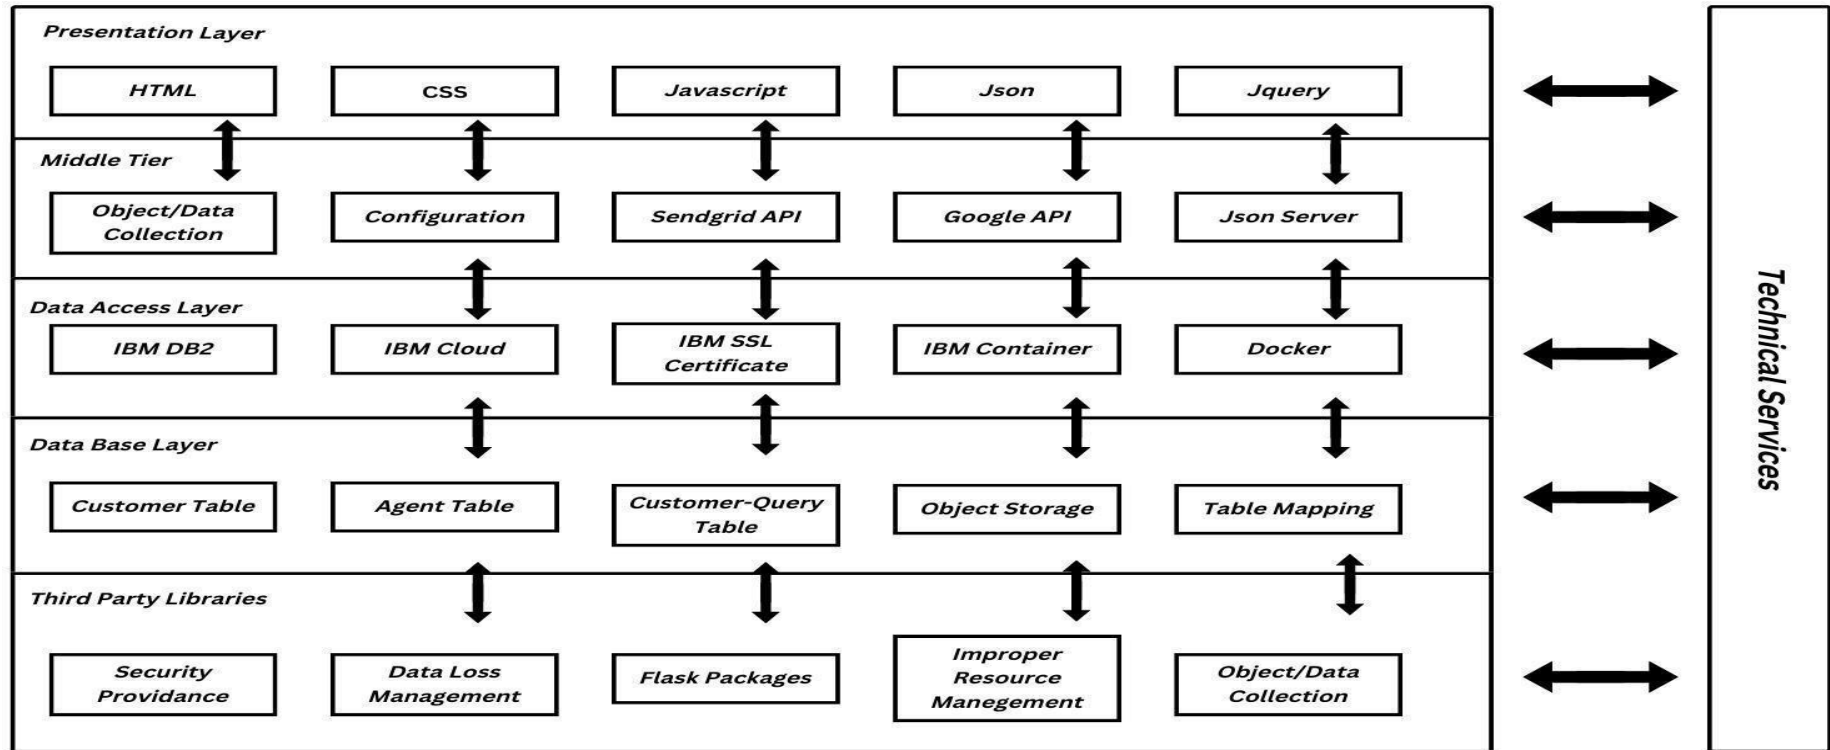 Presentation Layer
HTML
CSS
Javascript
Json
Jquery
Middle Tier
Object/Data
Collection
Configuration
Sendgrid API
Google API
Json Server
Data Access Layer
IBM DB2
IBM Cloud
IBM SSL
Certificate
IBM Container
Docker
Data Base Layer
Customer Table
Agent Table
Customer-Query
Table
Object Storage
Table Mapping
Third Party Libraries
Security
Providance
Data Loss
Management
Flask Packages
Improper
Resource
Manegement
Object/Data
Collection
Technical Services